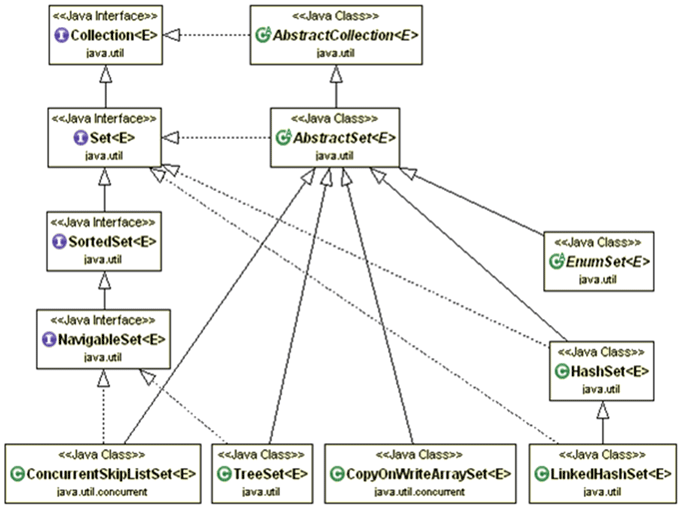 <<Java Interface>>
Collection<E>
java.util
<<Java Class>>
AbstractCollection<E>
java.util
<<Java Interface>>
Set<E>
java.util
<<Java Class>>
AbstractSet<E>
java.util
<<Java Interface>>
SortedSet<E>
java.util
<<Java Class>>
EnumSet<E>
java.util
<<Java Interface>>
NavigableSet<E>
java.util
<<Java Class>>
HashSet<E>
java.util
<<Java Class>>
ConcurrentSkipListSet<E>
java.util.concurrent
<<Java Class>>
TreeSet<E>
java.util
<<Java Class>>
CopyOnWriteArraySet<E>
java.util.concurrent
<<Java Class>>
LinkedHashSet<E>
java.util